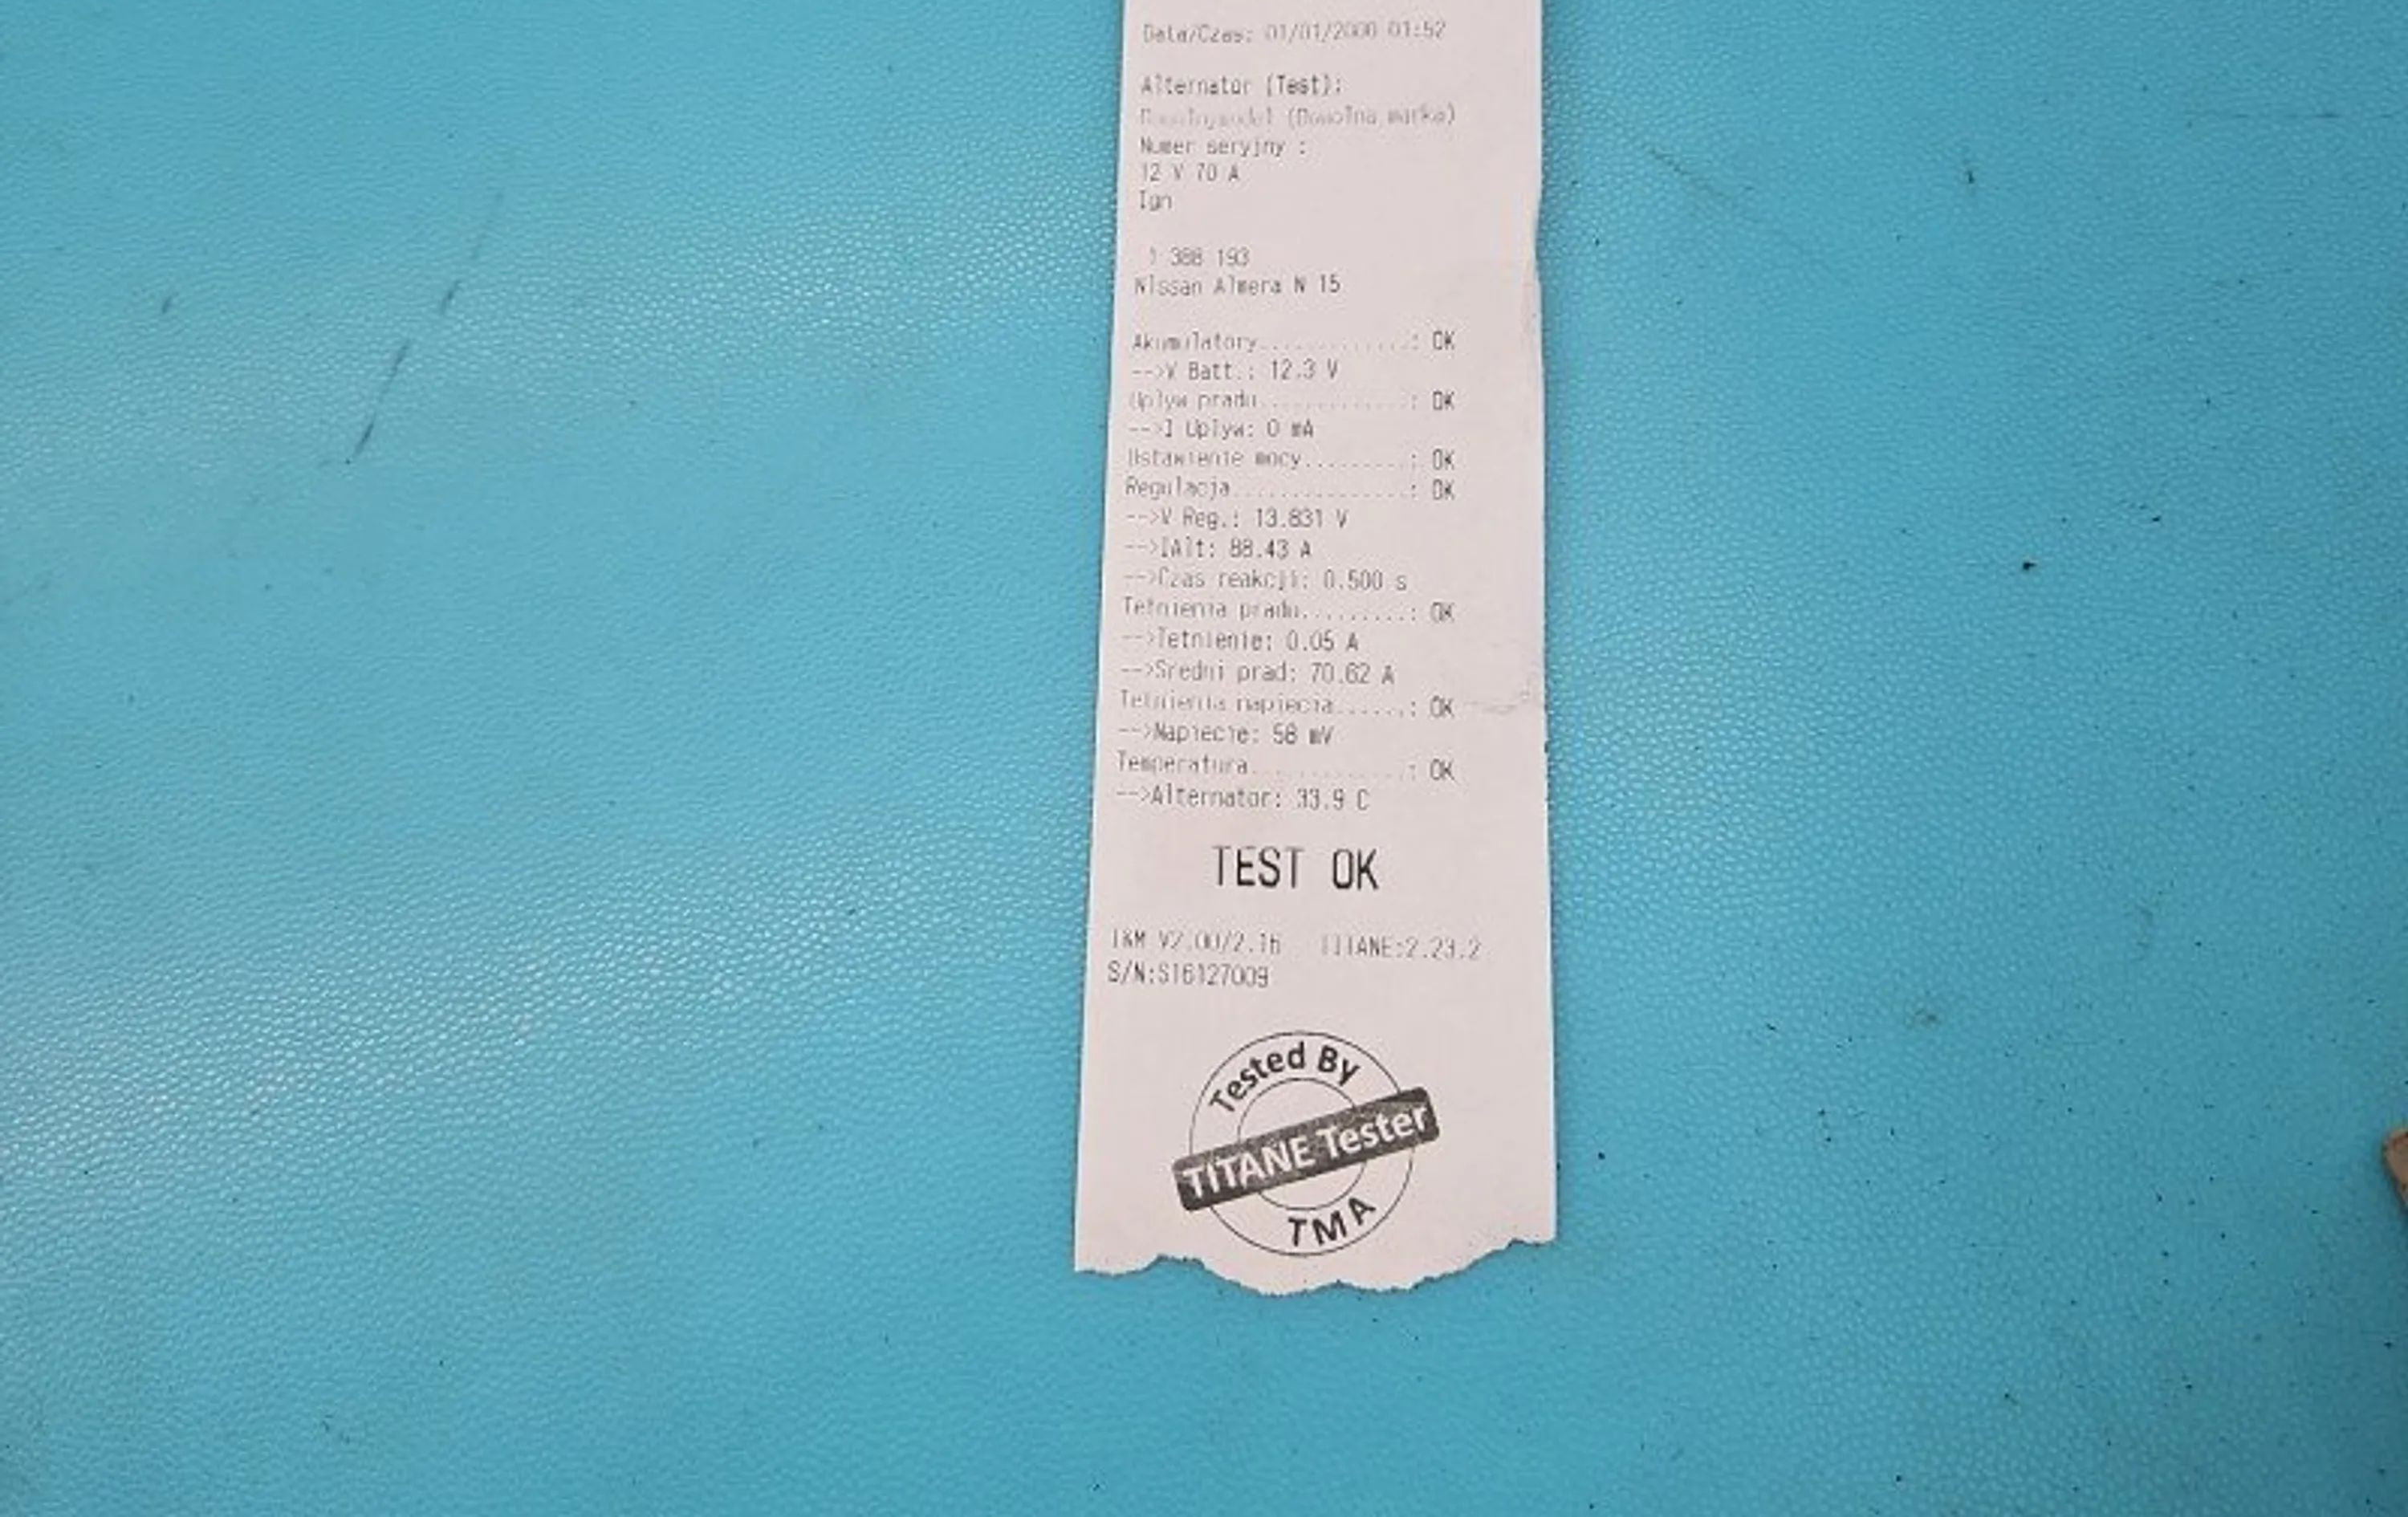 Data/Czas: 01/01/2000 01:52
Alternator (Test):
(Dowolna marka)
Numer seryjny :
12 V 70 A
Ign
1 388 193
Nissan Almera N 15
Akumulatory.............: OK
-->V Batt.: 12.3 V
Uplyw pradu.............: OK
-->I Uplyw: 0 mA
Ustawienie mocy.........: OK
Regulacja...............: OK
-->V Reg.: 13.831 V
-->IAlt: 88.43 A
-->Czas reakcji: 0.500 s
Tetnienia pradu.........: OK
-->Tetnienie: 0.05 A
-->Sredni prad: 70.62 A
Tetnienia napiecia......: OK
-->Napiecie: 58 mV
Temperatura.............: OK
-->Alternator: 33.9 C
TEST OK
I&M V2.00/2.16 TITANE:2.23.2
S/N:S16127009
Tested By
TITANE Tester
TMA